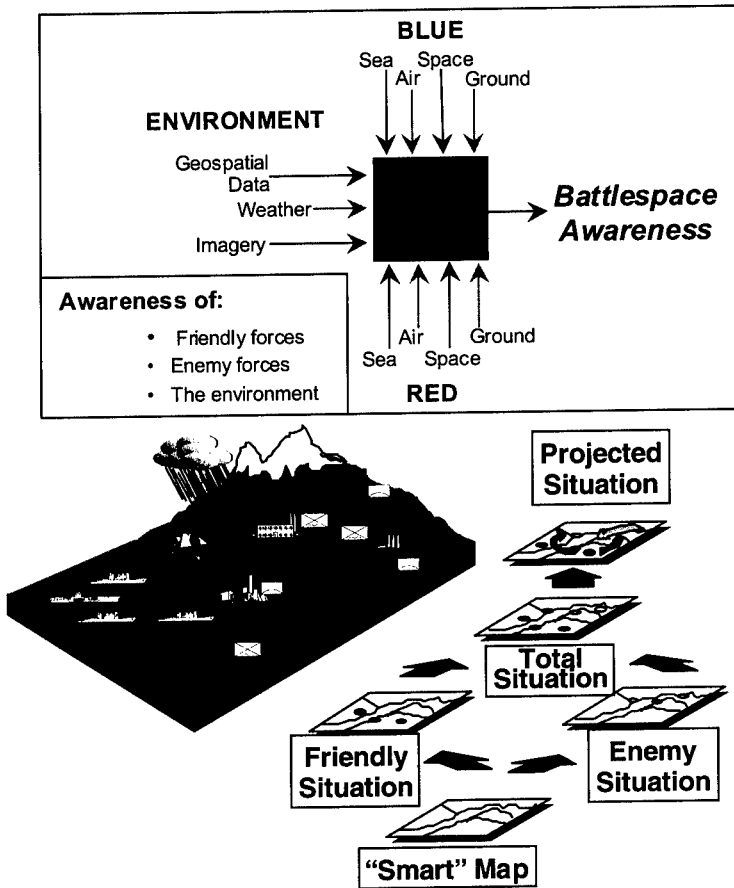 BLUE
Sea
Air
Space
Ground
ENVIRONMENT
Geospatial
Data
Weather
Imagery
Battlespace
Awareness
Awareness of:
• Friendly forces
• Enemy forces
• The environment
Air
Ground
Sea
Space
RED
Projected
Situation
Total
Situation
Friendly
Situation
Enemy
Situation
“Smart” Map